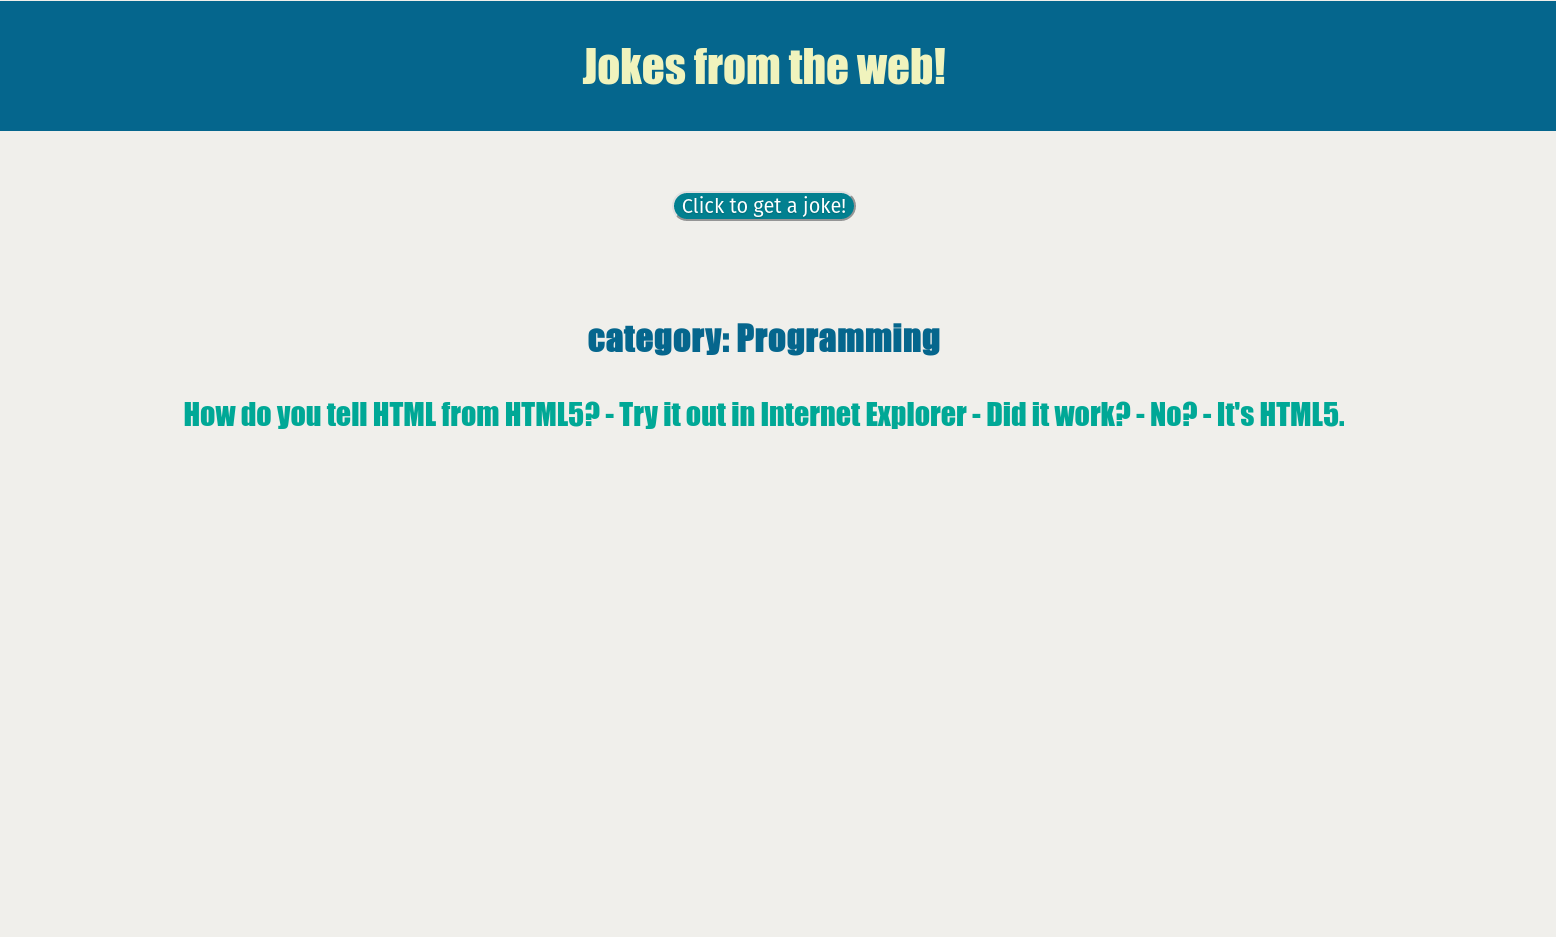 Jokes from the web!
Click to get a joke!
category: Programming
How do you tell HTML from HTML5? - Try it out in Internet Explorer - Did it work? - No? - It's HTML5.